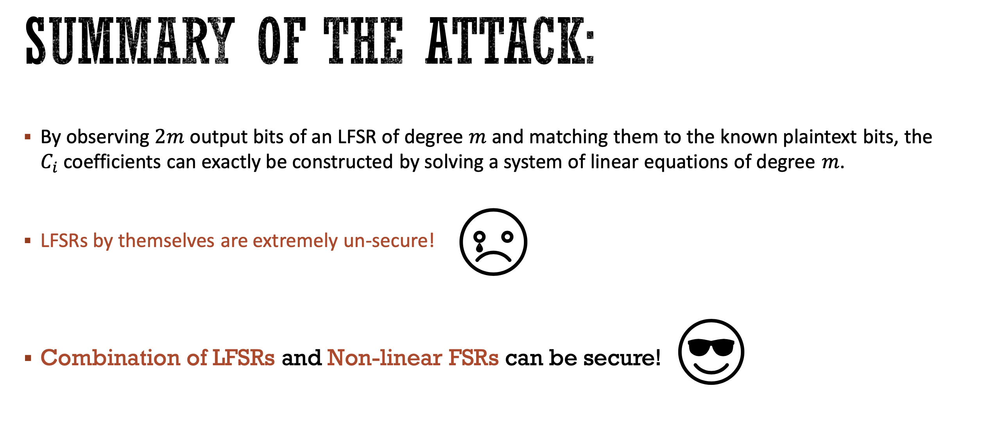 SUMMARY OF THE ATTACK:
▪ By observing 2m output bits of an LFSR of degree m and matching them to the known plaintext bits, the
Cᵢ coefficients can exactly be constructed by solving a system of linear equations of degree m.
▪ LFSRs by themselves are extremely un-secure!
▪ Combination of LFSRs and Non-linear FSRs can be secure!